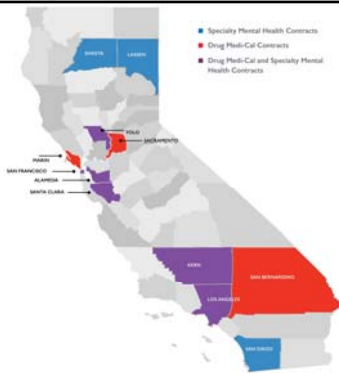 Specialty Mental Health Contracts
Drug Medi-Cal Contracts
Drug Medi-Cal and Specialty Mental
Health Contracts
SHASTA
LASSEN
YOLO
SACRAMENTO
MARIN
SAN FRANCISCO
ALAMEDA
SANTA CLARA
KERN
SAN BERNARDINO
LOS ANGELES
SAN DIEGO